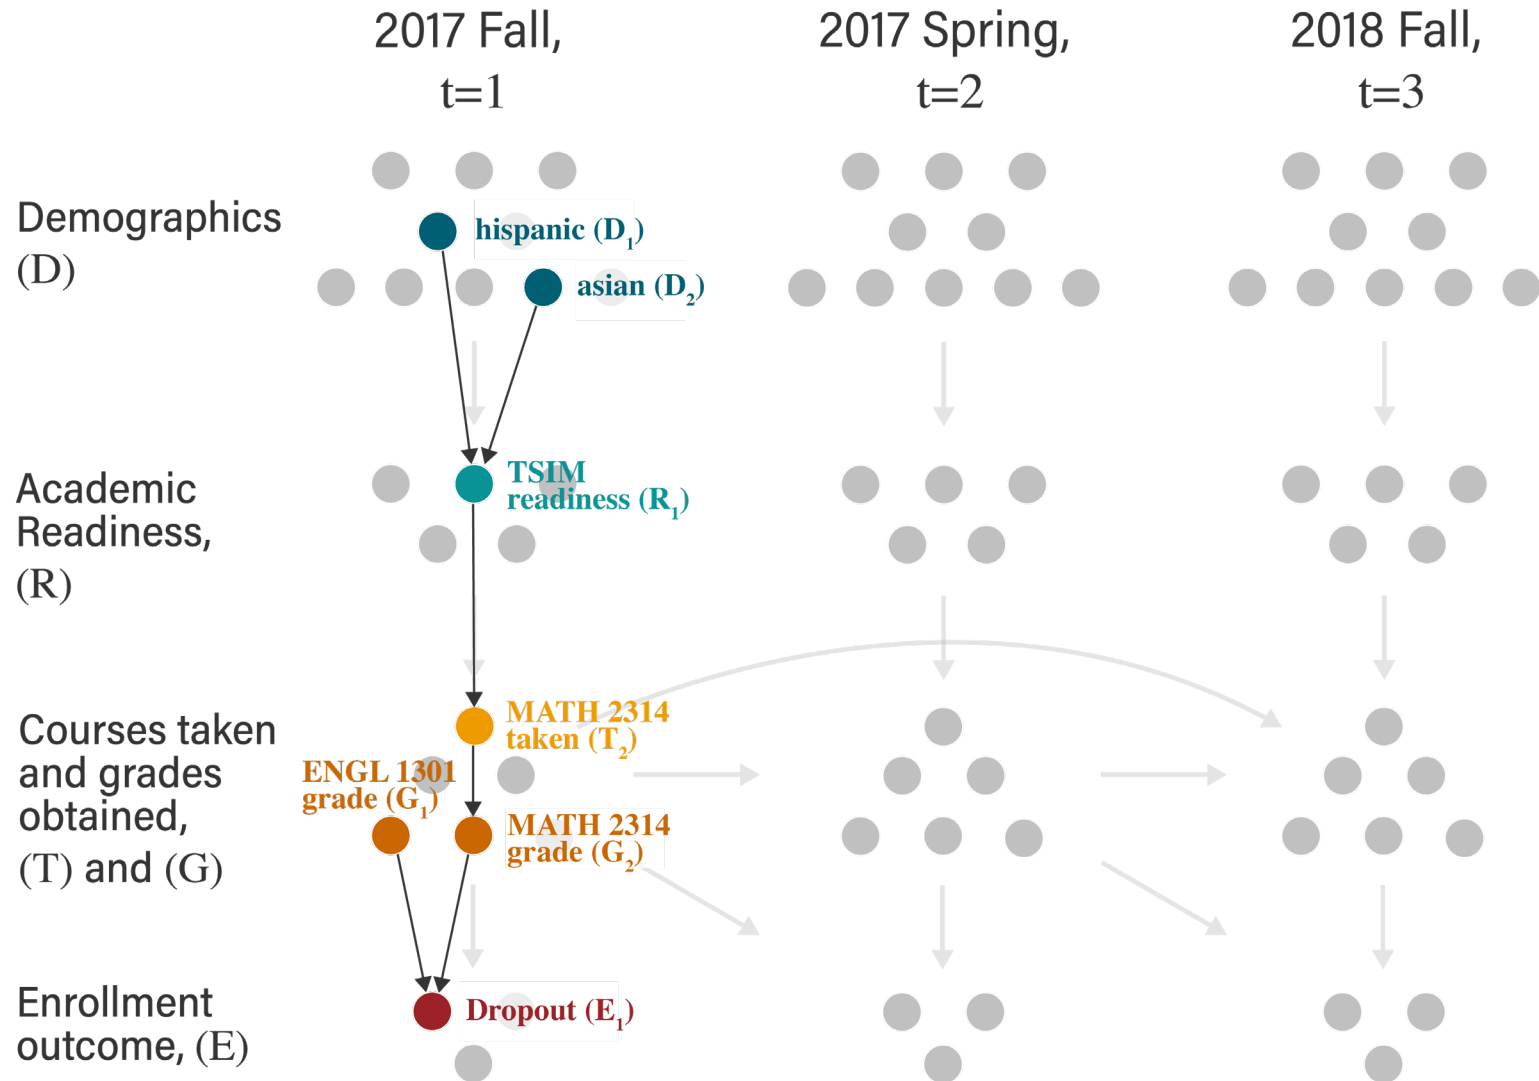 2017 Fall,
t=1
2017 Spring,
t=2
2018 Fall,
t=3
Demographics
(D)
hispanic (D1)
asian (D2)
Academic
Readiness,
(R)
TSIM
readiness (R1)
Courses taken
and grades
obtained,
(T) and (G)
MATH 2314
taken (T2)
ENGL 1301
grade (G1)
MATH 2314
grade (G2)
Enrollment
outcome, (E)
Dropout (E1)